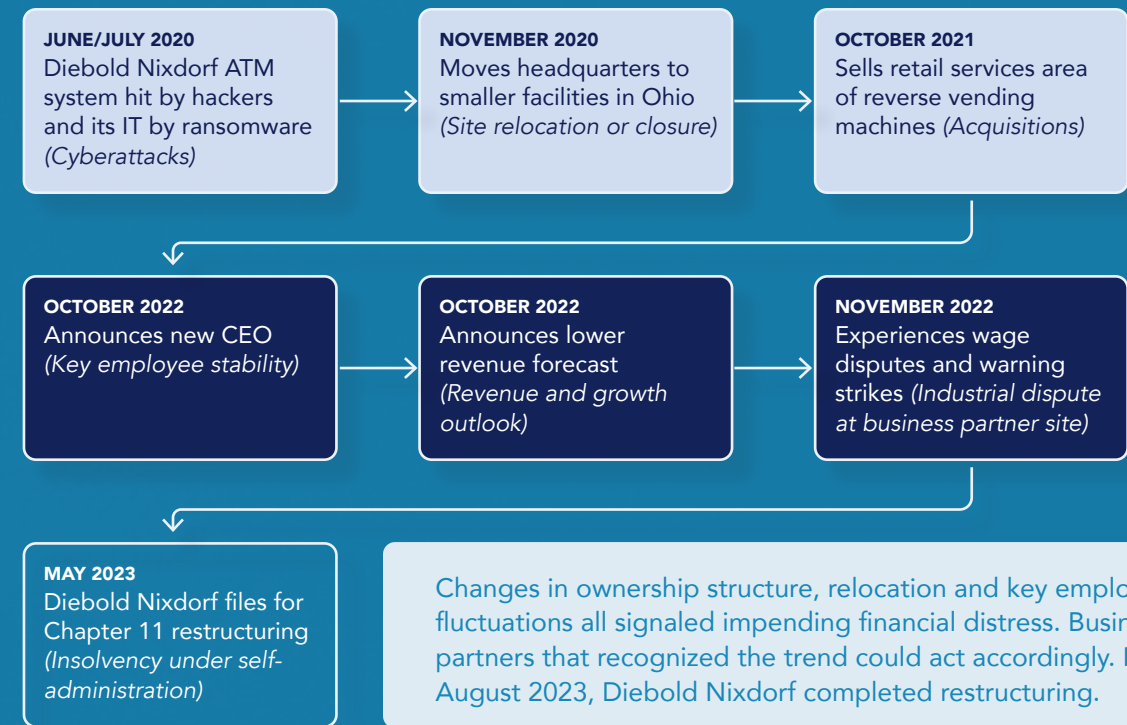 JUNE/JULY 2020
Diebold Nixdorf ATM
system hit by hackers
and its IT by ransomware
(Cyberattacks)
NOVEMBER 2020
Moves headquarters to
smaller facilities in Ohio
(Site relocation or closure)
OCTOBER 2021
Sells retail services area
of reverse vending
machines (Acquisitions)
OCTOBER 2022
Announces new CEO
(Key employee stability)
OCTOBER 2022
Announces lower
revenue forecast
(Revenue and growth
outlook)
NOVEMBER 2022
Experiences wage
disputes and warning
strikes (Industrial dispute
at business partner site)
MAY 2023
Diebold Nixdorf files for
Chapter 11 restructuring
(Insolvency under self-
administration)
Changes in ownership structure, relocation and key
fluctuations all signaled impending financial distress.
partners that recognized the trend could act accordingly.
August 2023, Diebold Nixdorf completed restructuring.